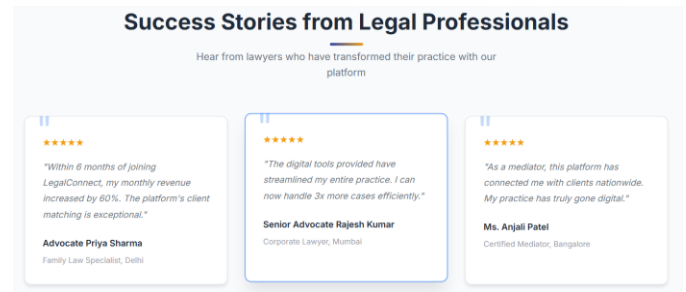 Success Stories from Legal Professionals
Hear from lawyers who have transformed their practice with our
platform
"
★★★★★
"Within 6 months of joining
LegalConnect, my monthly revenue
increased by 60%. The platform's client
matching is exceptional."
Advocate Priya Sharma
Family Law Specialist, Delhi
"
★★★★★
"The digital tools provided have
streamlined my entire practice. I can
now handle 3x more cases efficiently."
Senior Advocate Rajesh Kumar
Corporate Lawyer, Mumbai
"
★★★★★
"As a mediator, this platform has
connected me with clients nationwide.
My practice has truly gone digital."
Ms. Anjali Patel
Certified Mediator, Bangalore